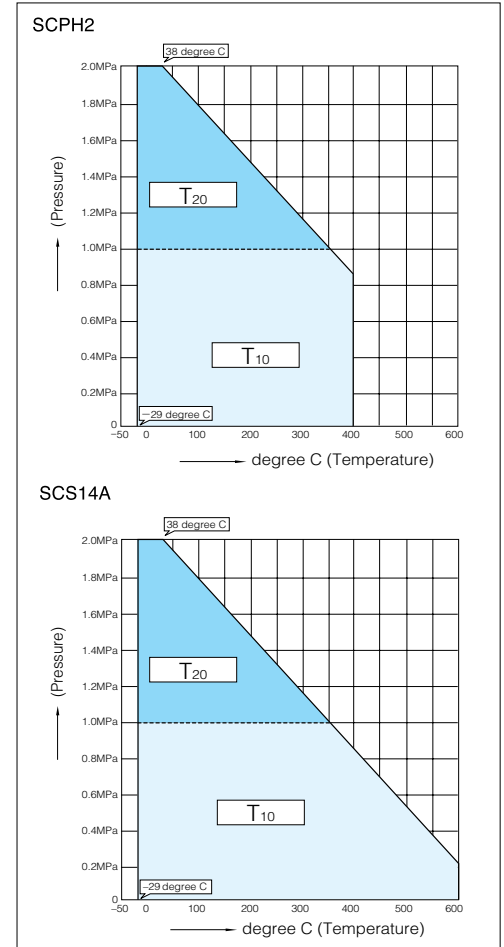 SCPH2
38 degree C
2.0MPa
1.8MPa
1.6MPa
1.4MPa
1.2MPa
1.0MPa
0.8MPa
0.6MPa
0.4MPa
0.2MPa
0
(Pressure)
T20
T10
−29 degree C
−50 0 100 200 300 400 500 600
degree C (Temperature)
SCS14A
38 degree C
2.0MPa
1.8MPa
1.6MPa
1.4MPa
1.2MPa
1.0MPa
0.8MPa
0.6MPa
0.4MPa
0.2MPa
0
(Pressure)
T20
T10
−29 degree C
−50 0 100 200 300 400 500 600
degree C (Temperature)